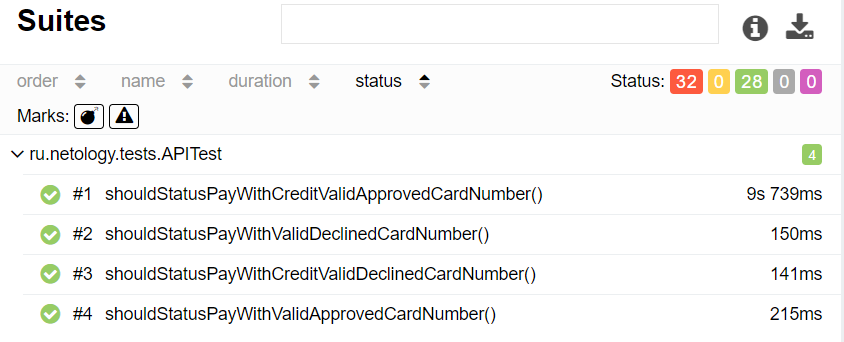 Suites
order name duration status Status: 32 0 28 0 0
Marks:
ru.netology.tests.APITest 4
#1 shouldStatusPayWithCreditValidApprovedCardNumber() 9s 739ms
#2 shouldStatusPayWithValidDeclinedCardNumber() 150ms
#3 shouldStatusPayWithCreditValidDeclinedCardNumber() 141ms
#4 shouldStatusPayWithValidApprovedCardNumber() 215ms